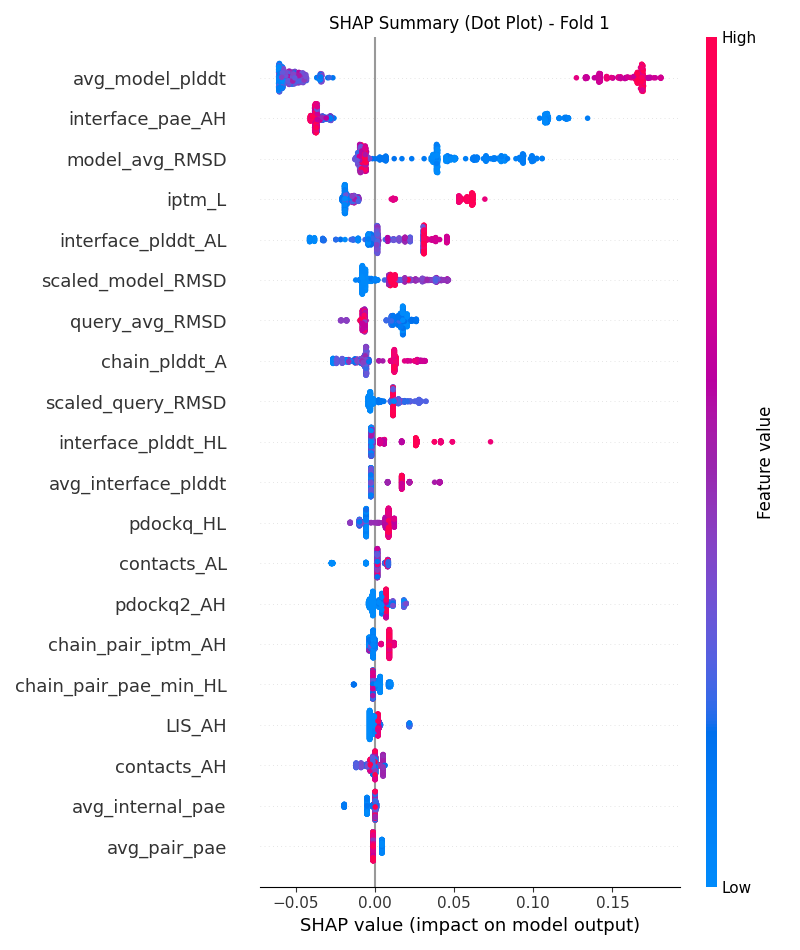 SHAP Summary (Dot Plot) - Fold 1
High
avg_model_plddt
interface_pae_AH
model_avg_RMSD
iptm_L
interface_plddt_AL
scaled_model_RMSD
query_avg_RMSD
chain_plddt_A
scaled_query_RMSD
interface_plddt_HL
avg_interface_plddt
pdockq_HL
contacts_AL
pdockq2_AH
chain_pair_iptm_AH
chain_pair_pae_min_HL
LIS_AH
contacts_AH
avg_internal_pae
avg_pair_pae
Feature value
Low
−0.05 0.00 0.05 0.10 0.15
SHAP value (impact on model output)